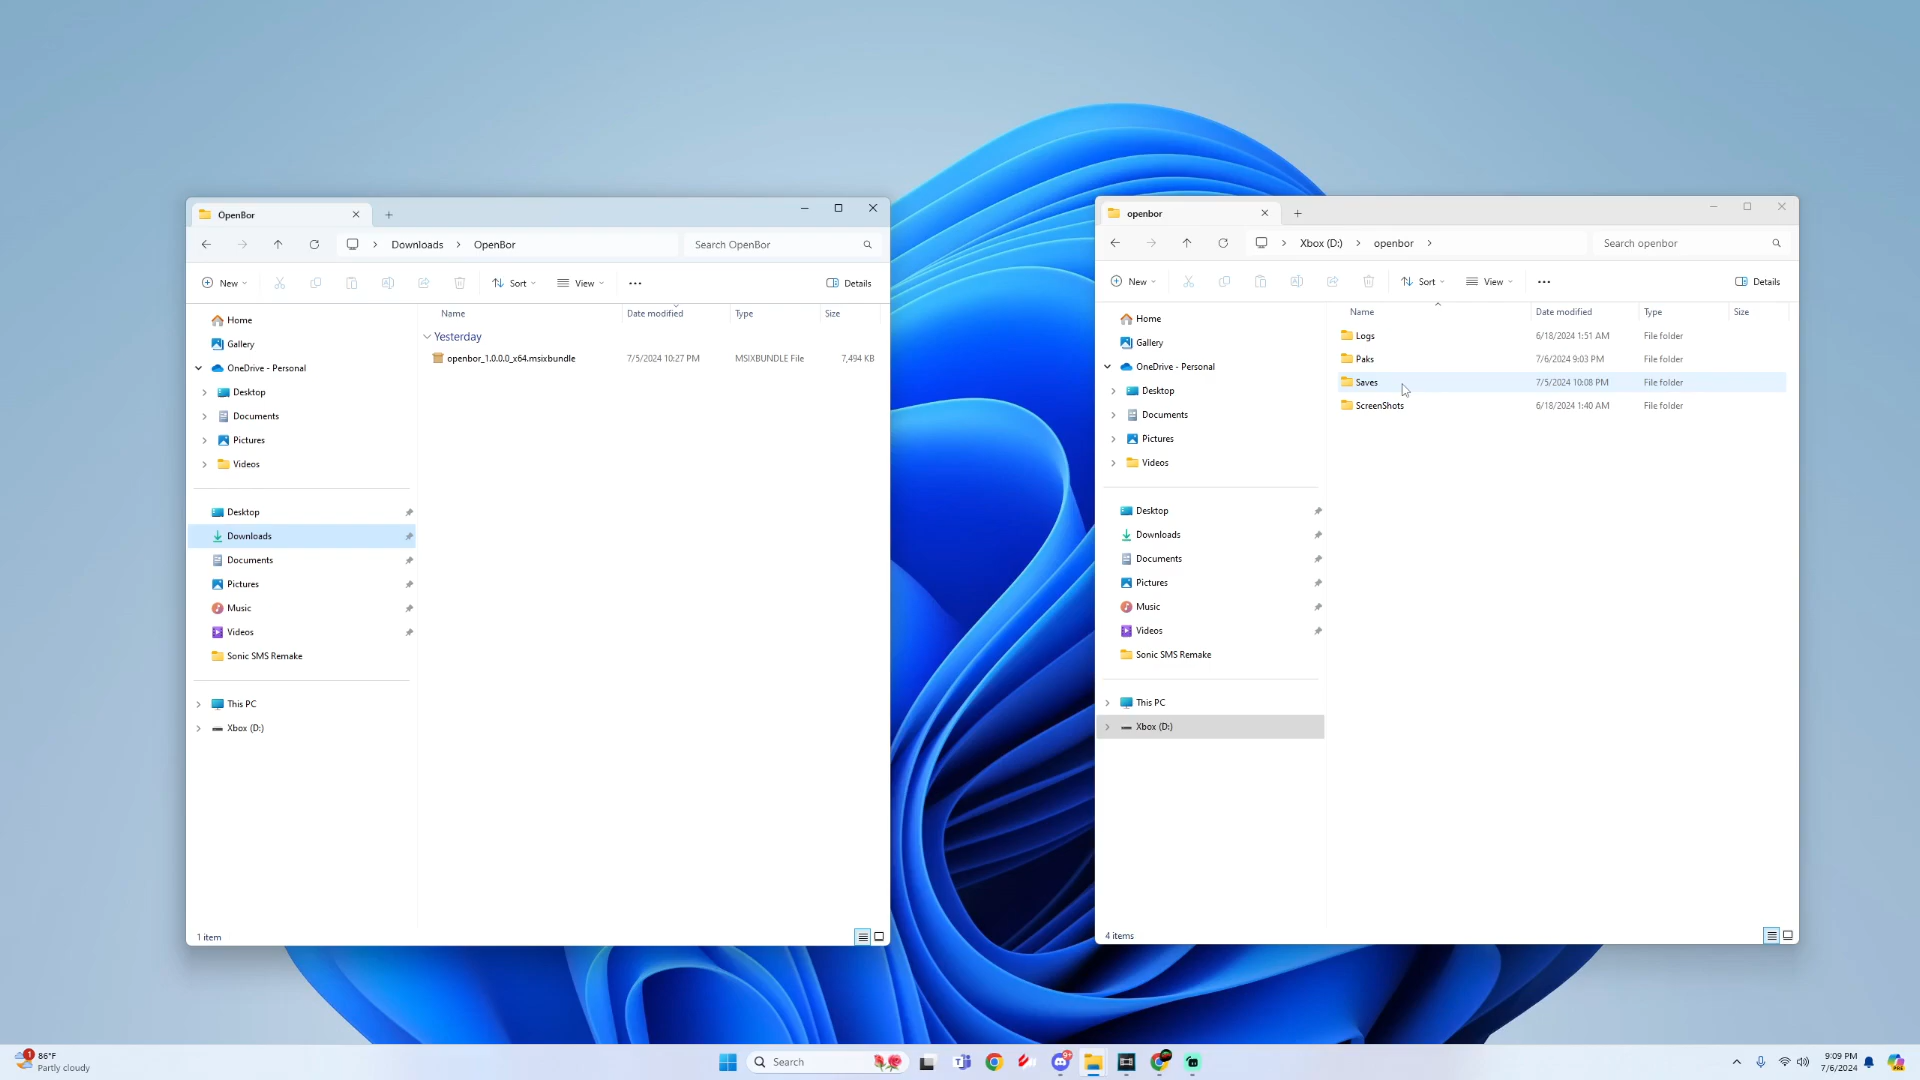 OpenBor
Downloads
OpenBor
Search OpenBor
New
Sort
View
Details
Name
Date modified
Type
Size
Yesterday
openbor_1.0.0.0_x64.msixbundle
7/5/2024 10:27 PM
MSIXBUNDLE File
7,494 KB
Home
Gallery
OneDrive - Personal
Desktop
Documents
Pictures
Videos
Desktop
Downloads
Documents
Pictures
Music
Videos
Sonic SMS Remake
This PC
Xbox (D:)
1 item
openbor
Xbox (D:)
openbor
Search openbor
New
Sort
View
Details
Name
Date modified
Type
Size
Logs
6/18/2024 1:51 AM
File folder
Paks
7/6/2024 9:03 PM
File folder
Saves
7/5/2024 10:08 PM
File folder
ScreenShots
6/18/2024 1:40 AM
File folder
Home
Gallery
OneDrive - Personal
Desktop
Documents
Pictures
Videos
Desktop
Downloads
Documents
Pictures
Music
Videos
Sonic SMS Remake
This PC
Xbox (D:)
4 items
1
86°F
Partly cloudy
Search
9+
9:09 PM
7/6/2024